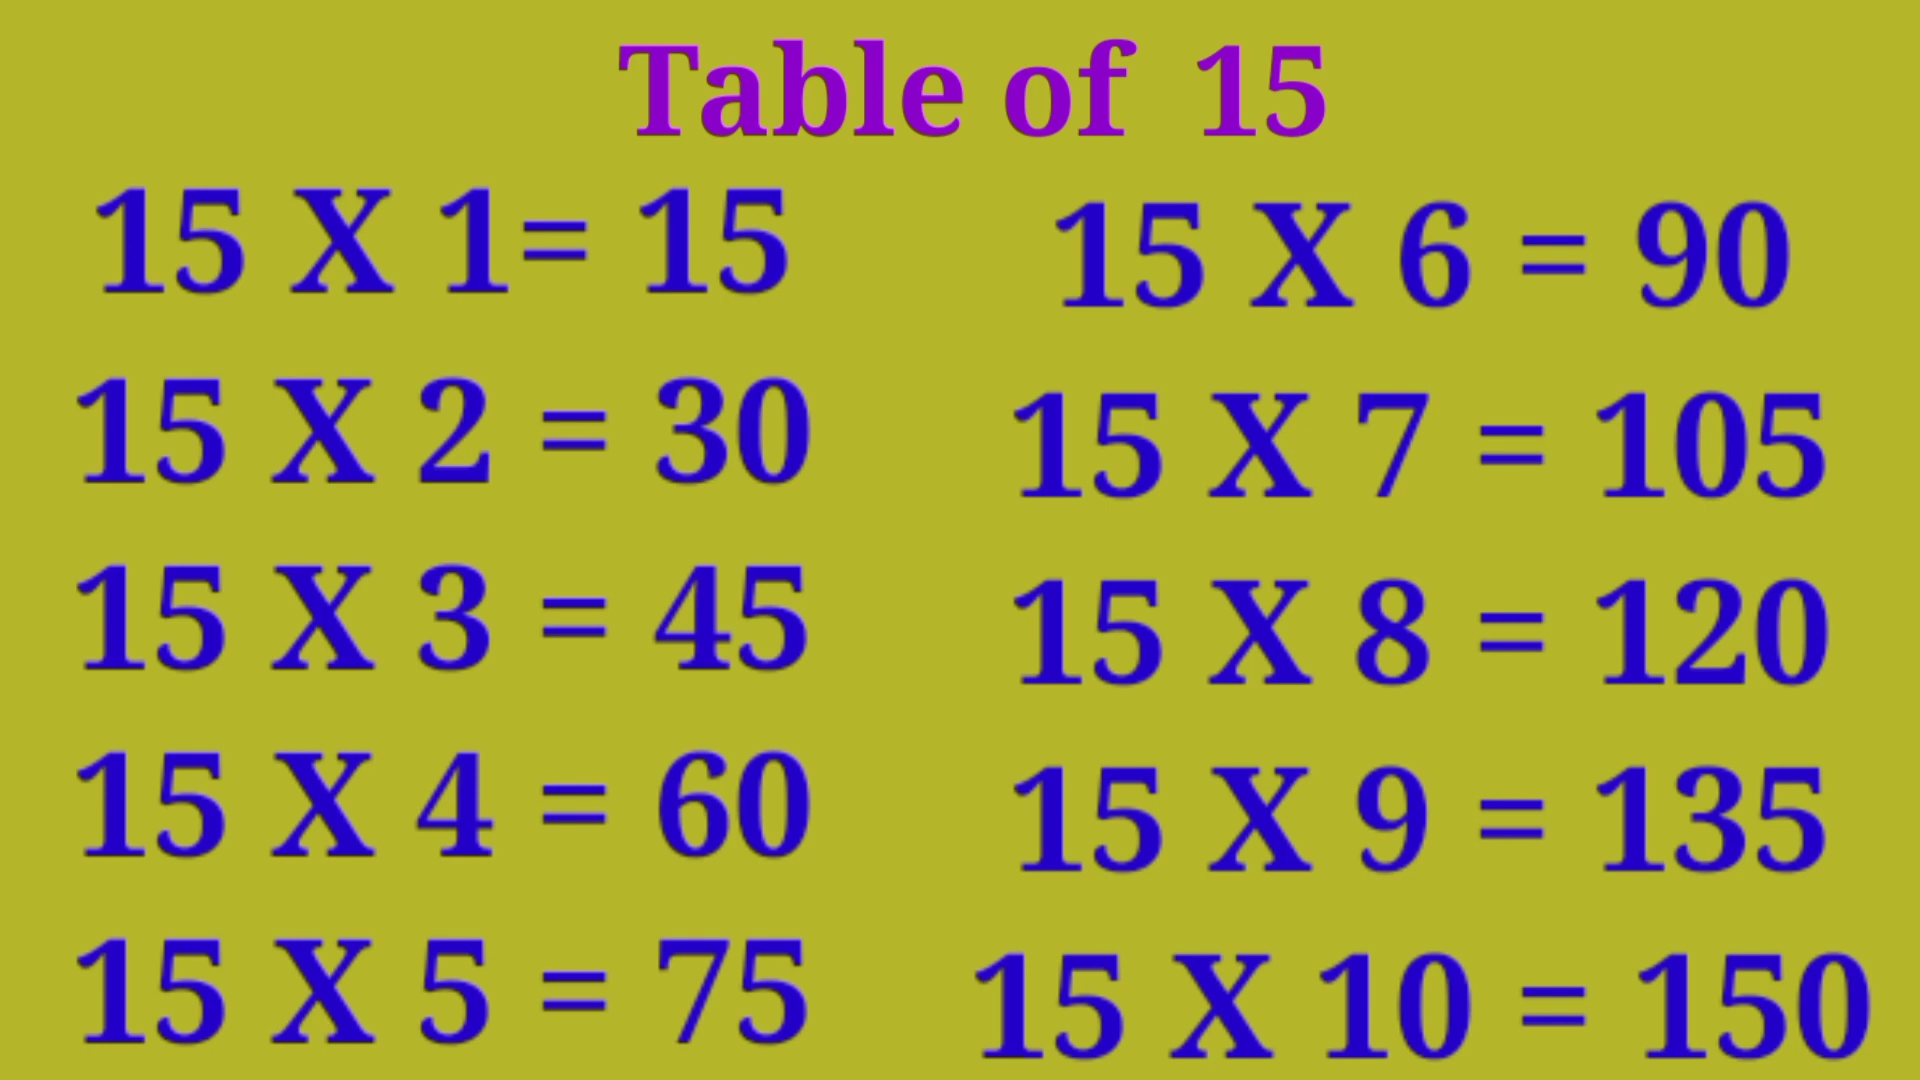 Table of 15
15 X 1= 15
15 X 2 = 30
15 X 3 = 45
15 X 4 = 60
15 X 5 = 75
15 X 6 = 90
15 X 7 = 105
15 X 8 = 120
15 X 9 = 135
15 X 10 = 150